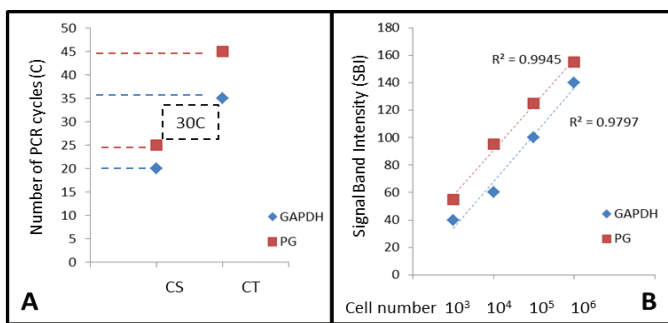 Number of PCR cycles (C)
50
45
40
35
30
25
20
15
10
5
0
30C
GAPDH
PG
CS CT
A
Signal Band Intensity (SBI)
180
160
140
120
100
80
60
40
20
0
R² = 0.9945
R² = 0.9797
GAPDH
PG
Cell number 10³ 10⁴ 10⁵ 10⁶
B